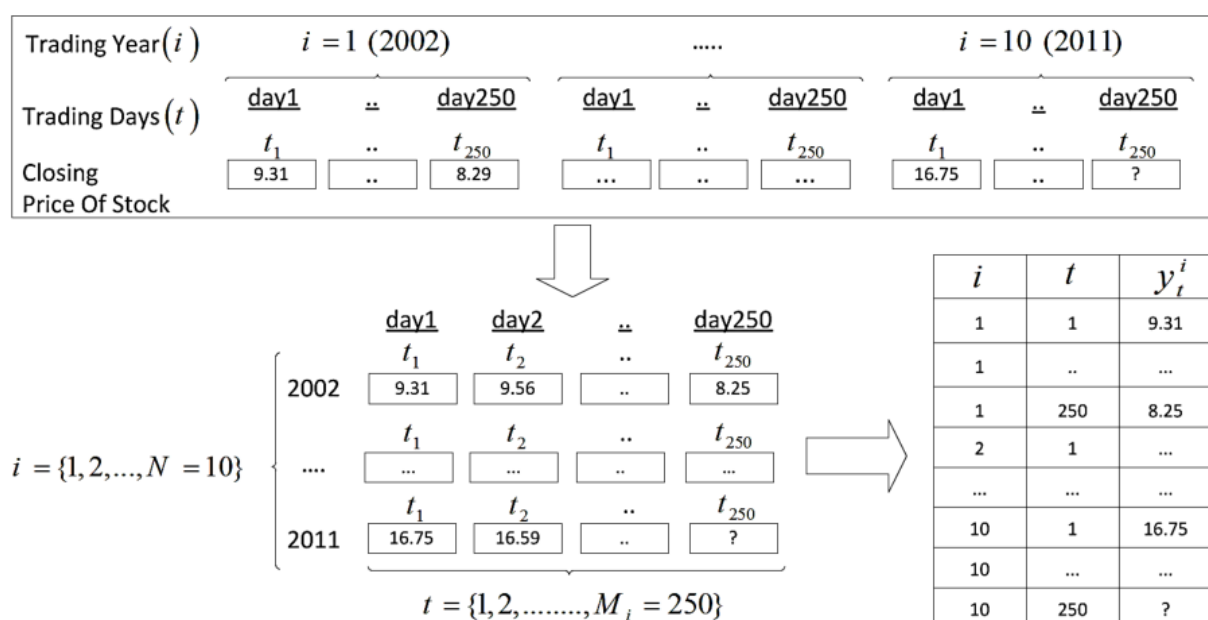 Trading Year(i) i = 1 (2002) ..... i = 10 (2011)
Trading Days(t) day1 .. day250 day1 .. day250 day1 .. day250
t₁ .. t₂₅₀ t₁ .. t₂₅₀ t₁ .. t₂₅₀
Closing 9.31 .. 8.29 ... .. ... 16.75 .. ?
Price Of Stock
day1 day2 .. day250
t₁ t₂ .. t₂₅₀
2002 9.31 9.56 .. 8.25
t₁ t₂ .. t₂₅₀
.... ... ... .. ...
i = {1,2,...,N = 10}
t₁ t₂ .. t₂₅₀
2011 16.75 16.59 .. ?
t = {1,2,........,M_i = 250}
i t y_t^i
1 1 9.31
1 .. ...
1 250 8.25
2 1 ...
... ... ...
10 1 16.75
10 ... ...
10 250 ?